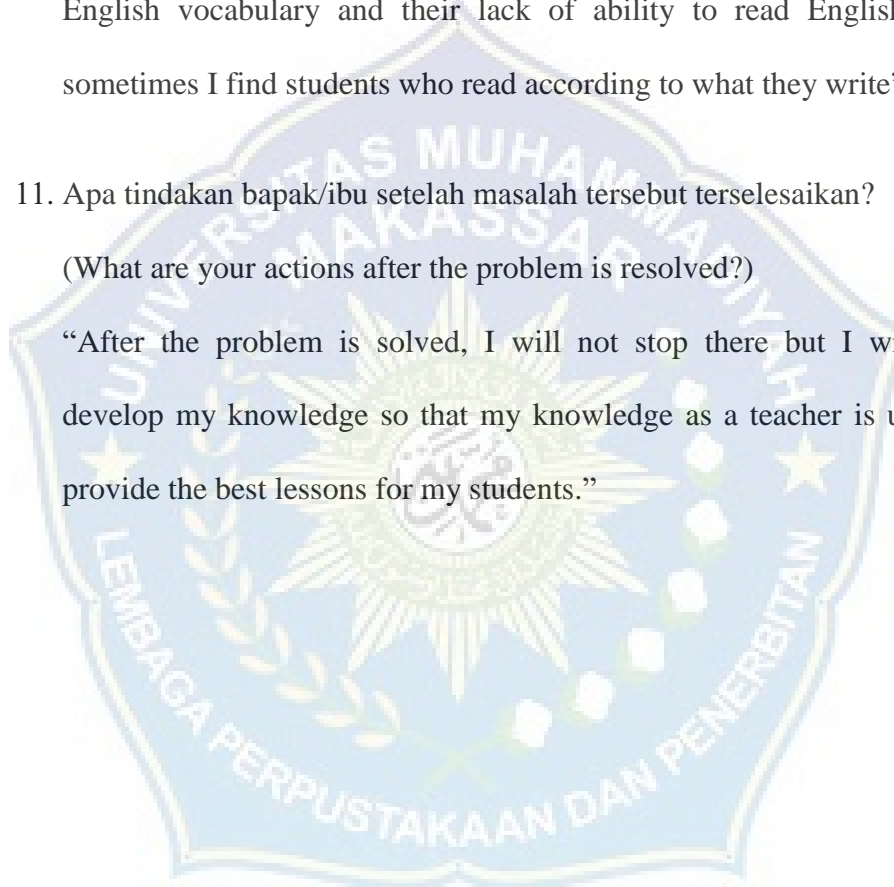 English vocabulary and their lack of ability to read English
sometimes I find students who read according to what they write"
11. Apa tindakan bapak/ibu setelah masalah tersebut terselesaikan?
(What are your actions after the problem is resolved?)
“After the problem is solved, I will not stop there but I
develop my knowledge so that my knowledge as a teacher is
provide the best lessons for my students.”
UNIVERSITAS MUHAMMADIYAH
MAKASSAR
LEMBAGA PERPUSTAKAAN DAN PENERBITAN